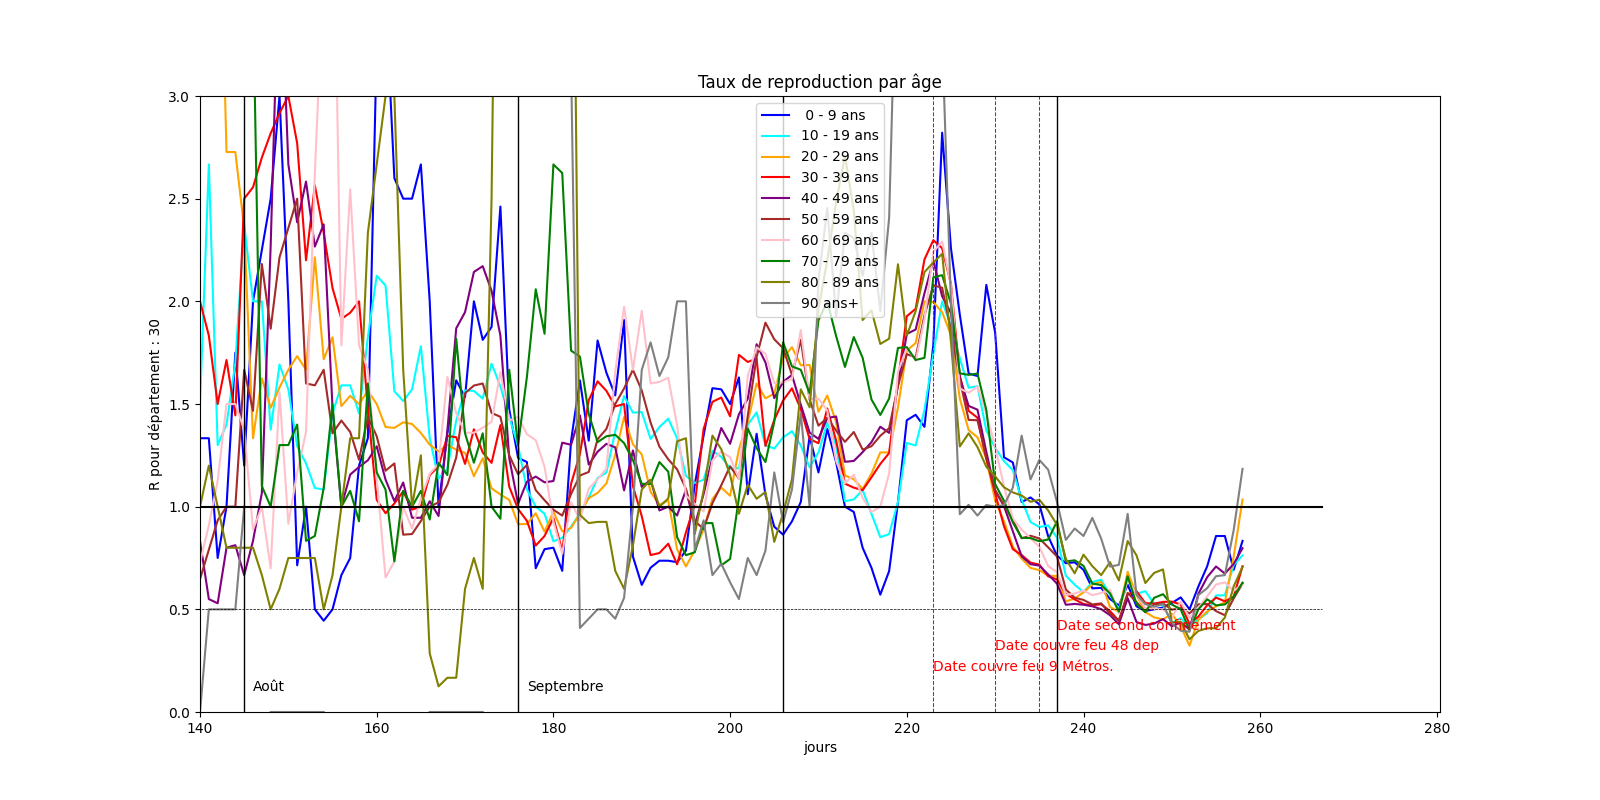 Taux de reproduction par âge
3.0
2.5
2.0
1.5
1.0
0.5
0.0
R pour département : 30
0 - 9 ans
10 - 19 ans
20 - 29 ans
30 - 39 ans
40 - 49 ans
50 - 59 ans
60 - 69 ans
70 - 79 ans
80 - 89 ans
90 ans+
Date second confinement
Date couvre feu 48 dep
Date couvre feu 9 Métros.
Août
Septembre
140
160
180
200
220
240
260
280
jours